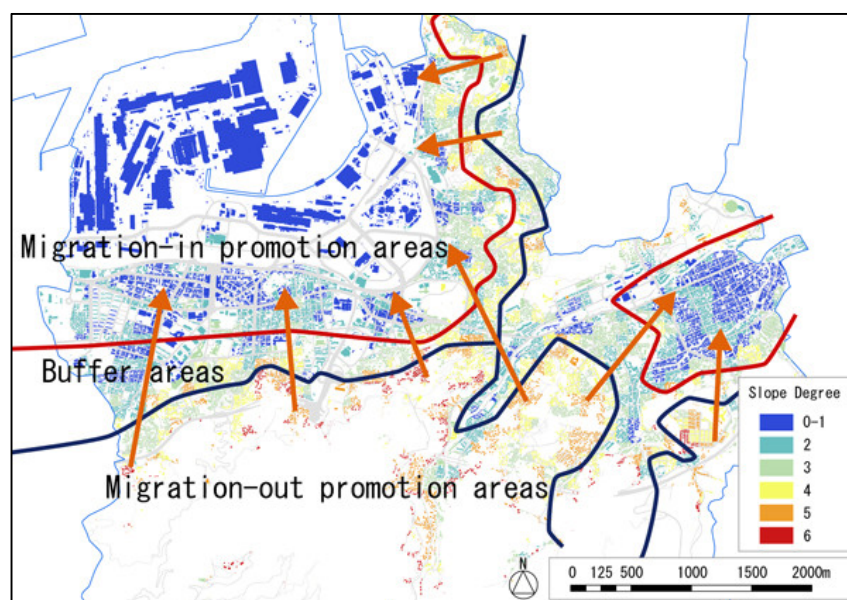 Migration-in promotion areas
Buffer areas
Migration-out promotion areas
Slope Degree
0-1
2
3
4
5
6
N
0 125 500 1000 1500 2000m